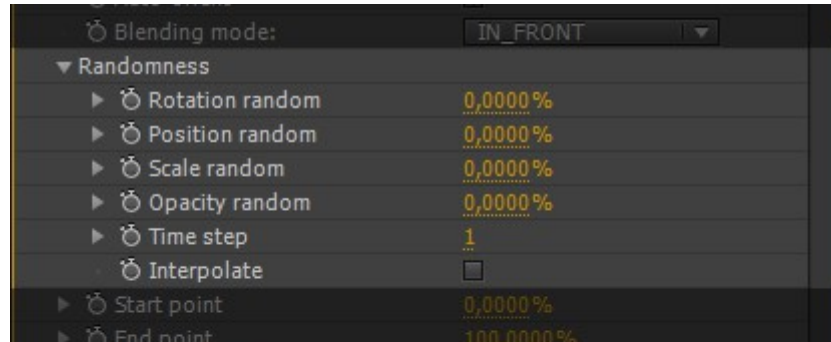 Blending mode: IN_FRONT
Randomness
Rotation random 0,0000%
Position random 0,0000%
Scale random 0,0000%
Opacity random 0,0000%
Time step 1
Interpolate
Start point 0,0000%
End point 100,0000%